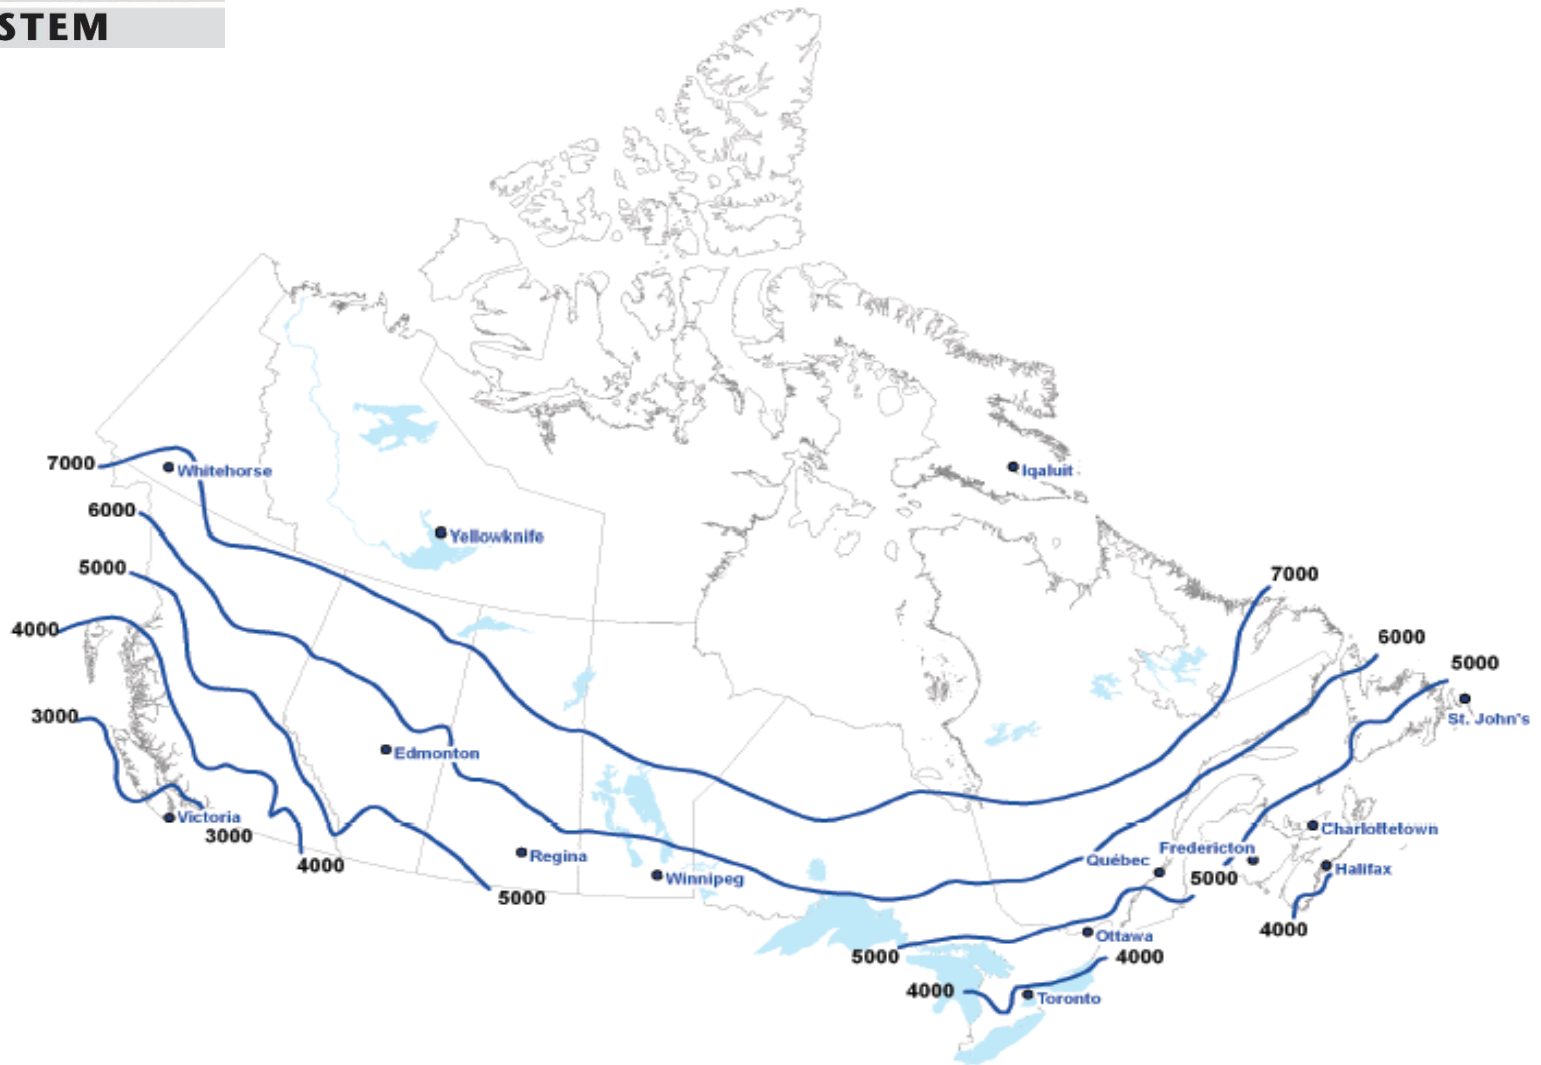 STEM
7000
Whitehorse
Iqaluit
6000
Yellowknife
5000
7000
4000
6000
5000
3000
St. John's
Edmonton
Victoria
3000
Charlottetown
4000
Regina
Québec
Fredericton
Halifax
Winnipeg
5000
5000
4000
Ottawa
5000
4000
4000
Toronto